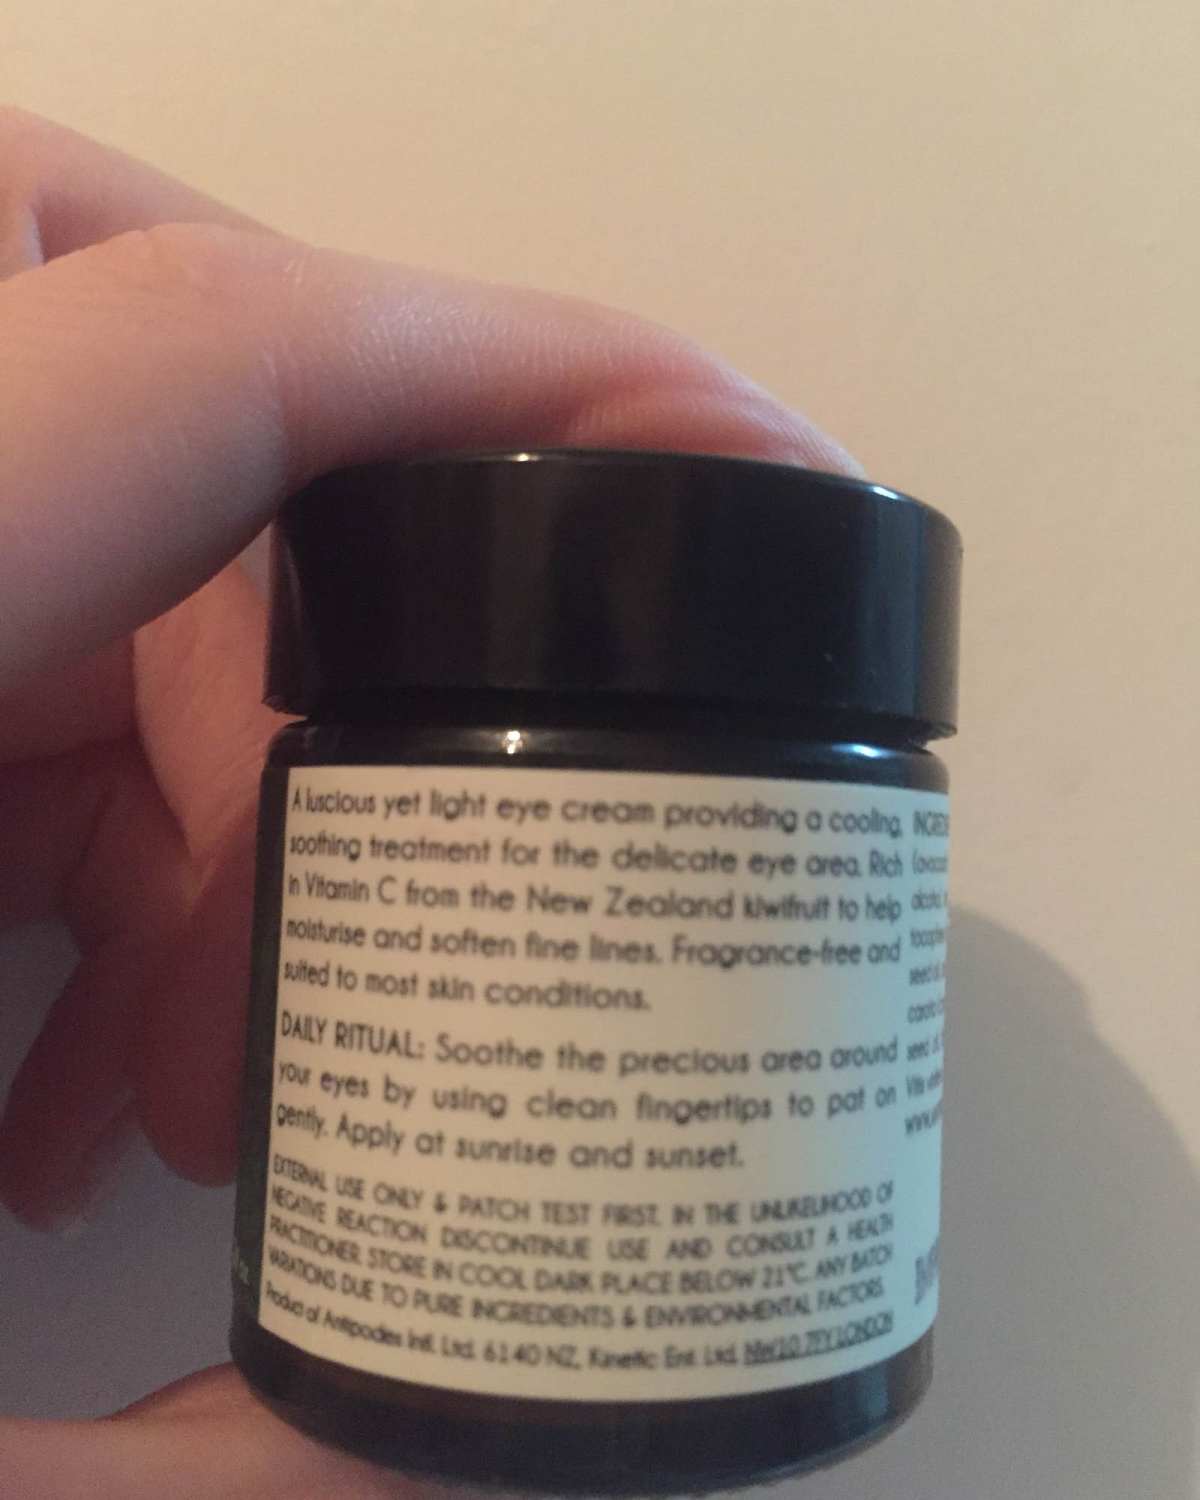 A luscious yet light eye cream providing a cooling,
soothing treatment for the delicate eye area. Rich
in Vitamin C from the New Zealand kiwifruit to help
moisturise and soften fine lines. Fragrance-free and
suited to most skin conditions.
DAILY RITUAL: Soothe the precious area around
your eyes by using clean fingertips to pat on
gently. Apply at sunrise and sunset.
EXTERNAL USE ONLY & PATCH TEST FIRST. IN THE UNLIKELIHOOD OF
NEGATIVE REACTION DISCONTINUE USE AND CONSULT A HEALTH
PRACTITIONER. STORE IN COOL DARK PLACE BELOW 21°C. ANY BATCH
VARIATIONS DUE TO PURE INGREDIENTS & ENVIRONMENTAL FACTORS.
Product of Antipodes Intl. Ltd. 6140 NZ, Kinetic Ent. Ltd. NW10 7FY LONDON
seed
seed